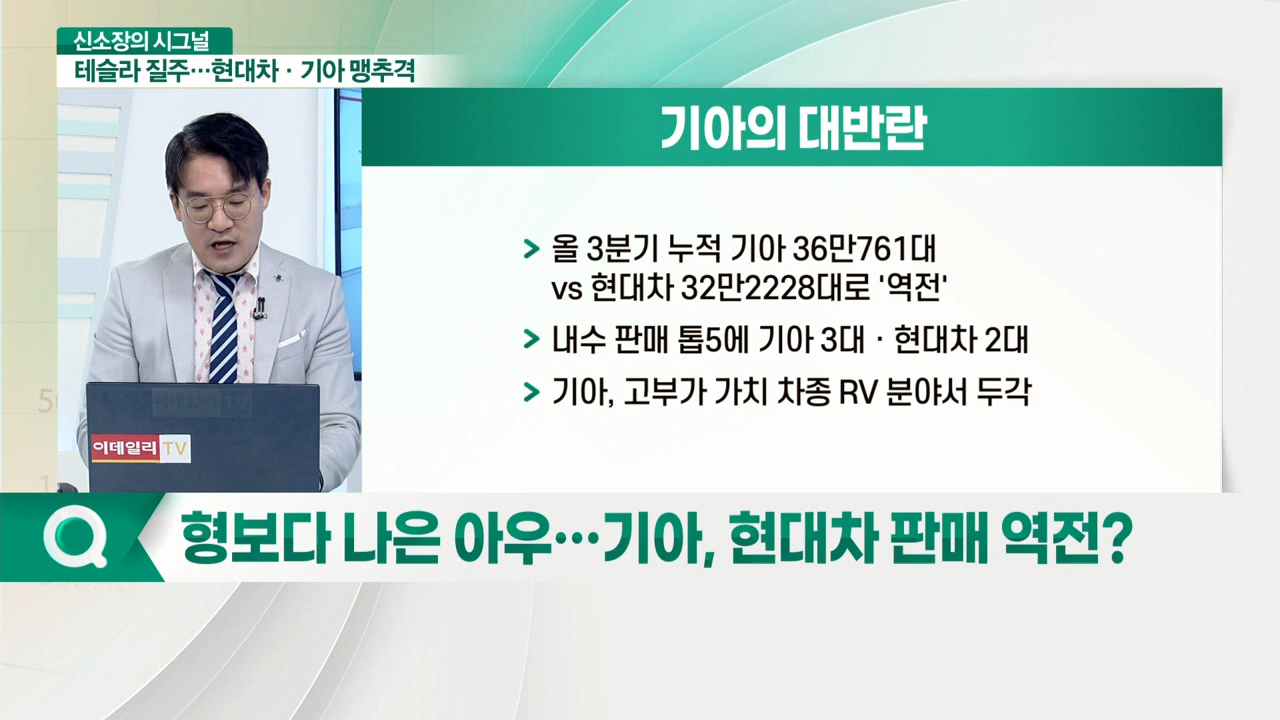 신소장의 시그널
테슬라 질주…현대차·기아 맹추격
기아의 대반란
> 올 3분기 누적 기아 36만761대
vs 현대차 32만2228대로 '역전'
> 내수 판매 톱5에 기아 3대·현대차 2대
> 기아, 고부가 가치 차종 RV 분야서 두각
이데일리 TV
이데일리TV
Q 형보다 나은 아우…기아, 현대차 판매 역전?